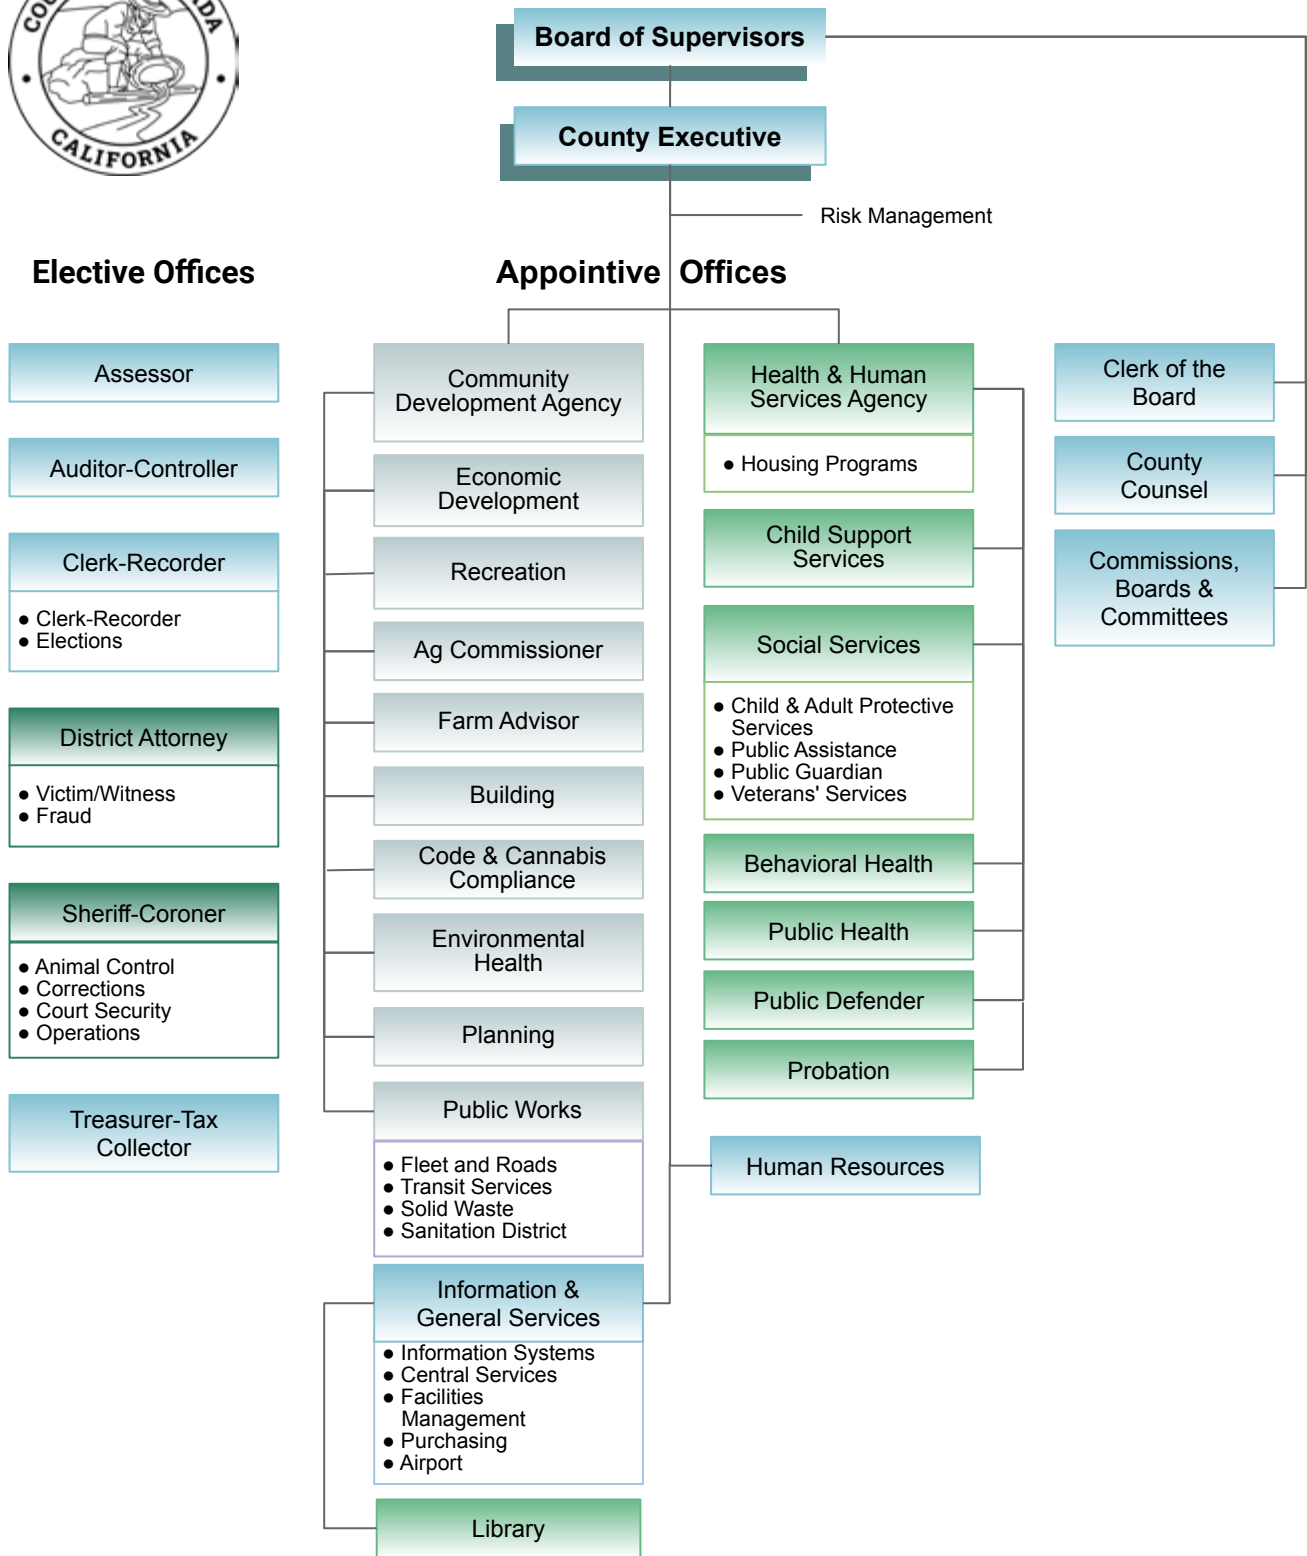 CALIFORNIA
Board of Supervisors
County Executive
Risk Management
Elective Offices
Appointive Offices
Assessor
Auditor-Controller
Clerk-Recorder
● Clerk-Recorder
● Elections
District Attorney
● Victim/Witness
● Fraud
Sheriff-Coroner
● Animal Control
● Corrections
● Court Security
● Operations
Treasurer-Tax
Collector
Community
Development Agency
Economic
Development
Recreation
Ag Commissioner
Farm Advisor
Building
Code & Cannabis
Compliance
Environmental
Health
Planning
Public Works
● Fleet and Roads
● Transit Services
● Solid Waste
● Sanitation District
Information &
General Services
● Information Systems
● Central Services
● Facilities
Management
● Purchasing
● Airport
Library
Health & Human
Services Agency
● Housing Programs
Child Support
Services
Social Services
● Child & Adult Protective
Services
● Public Assistance
● Public Guardian
● Veterans' Services
Behavioral Health
Public Health
Public Defender
Probation
Human Resources
Clerk of the
Board
County
Counsel
Commissions,
Boards &
Committees